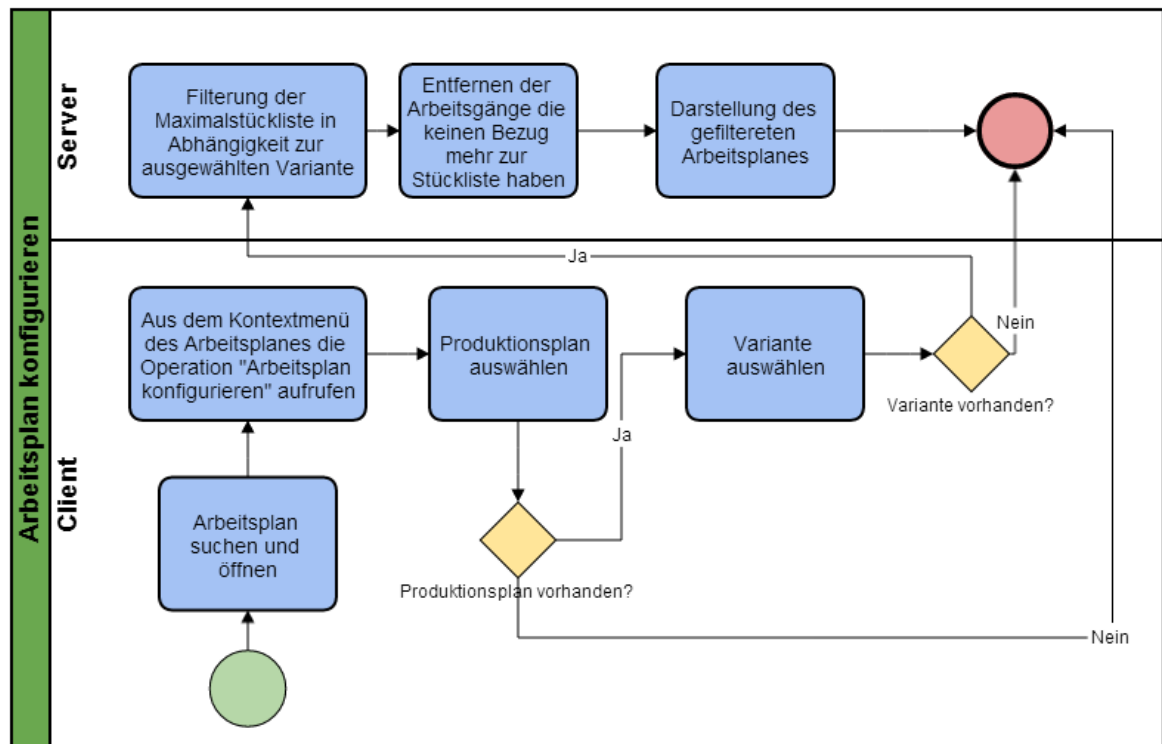 Arbeitsplan konfigurieren
Server
Filterung der
Maximalstückliste in
Abhängigkeit zur
ausgewählten Variante
Entfernen der
Arbeitsgänge die
keinen Bezug
mehr zur
Stückliste haben
Darstellung des
gefiltereten
Arbeitsplanes
Client
Ja
Aus dem Kontextmenü
des Arbeitsplanes die
Operation "Arbeitsplan
konfigurieren" aufrufen
Produktionsplan
auswählen
Variante
auswählen
Nein
Variante vorhanden?
Ja
Arbeitsplan
suchen und
öffnen
Produktionsplan vorhanden?
Nein